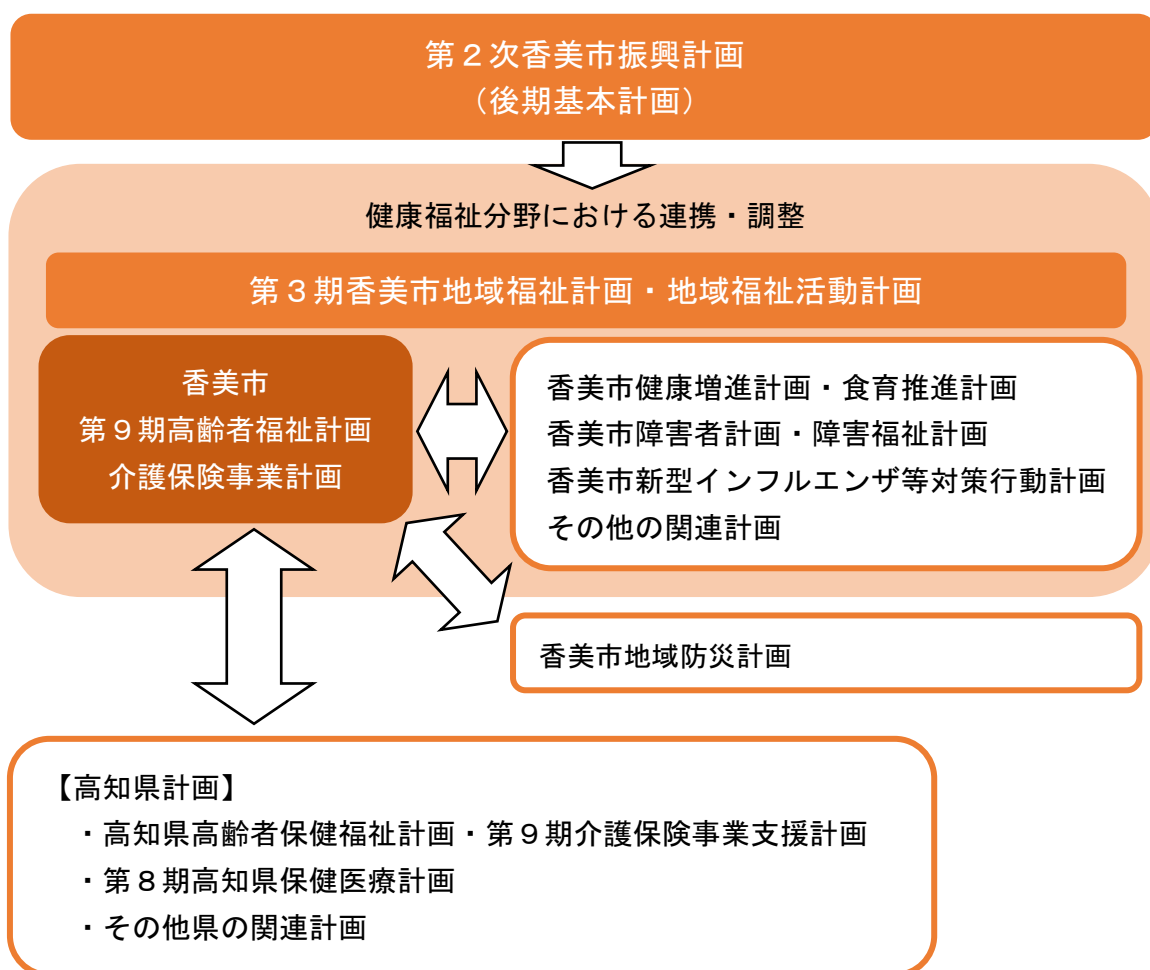 第２次香美市振興計画
（後期基本計画）
健康福祉分野における連携・調整
第３期香美市地域福祉計画・地域福祉活動計画
香美市
第９期高齢者福祉計画
介護保険事業計画
香美市健康増進計画・食育推進計画
香美市障害者計画・障害福祉計画
香美市新型インフルエンザ等対策行動計画
その他の関連計画
香美市地域防災計画
【高知県計画】
・高知県高齢者保健福祉計画・第９期介護保険事業支援計画
・第８期高知県保健医療計画
・その他県の関連計画